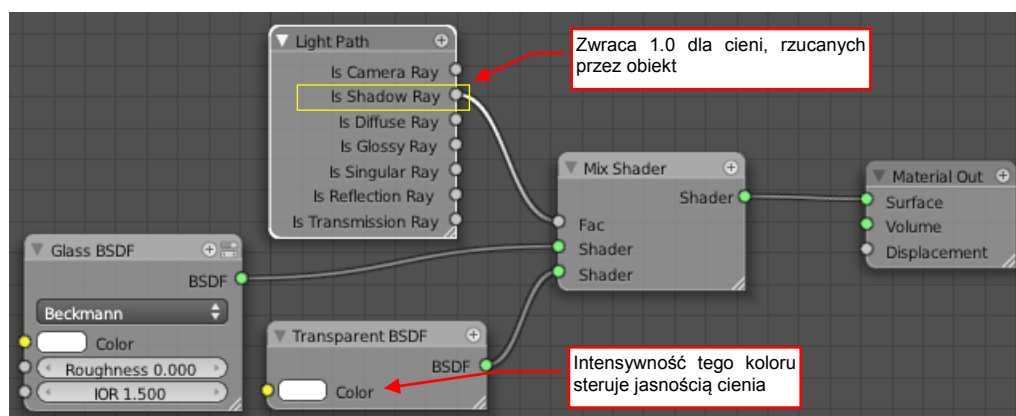 Light Path
Is Camera Ray
Is Shadow Ray
Is Diffuse Ray
Is Glossy Ray
Is Singular Ray
Is Reflection Ray
Is Transmission Ray
Zwraca 1.0 dla cieni, rzucanych
przez obiekt
Mix Shader
Shader
Fac
Shader
Shader
Material Out
Surface
Volume
Displacement
Glass BSDF
BSDF
Beckmann
Color
Roughness 0.000
IOR 1.500
Transparent BSDF
BSDF
Color
Intensywność tego koloru
steruje jasnością cienia